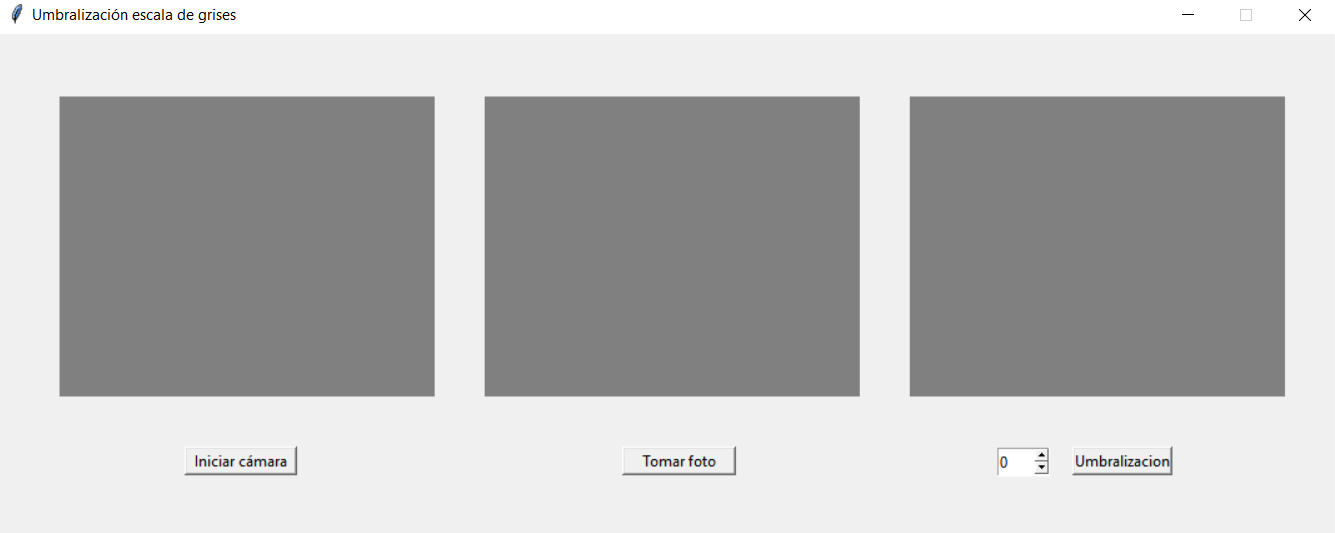 Umbralización escala de grises
Iniciar cámara
Tomar foto
0
Umbralizacion